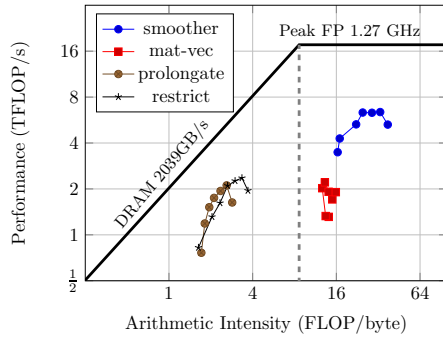 Peak FP 1.27 GHz
smoother
mat-vec
prolongate
restrict
DRAM 2039GB/s
Performance (TFLOP/s)
16
8
4
2
1
1/2
1
4
16
64
Arithmetic Intensity (FLOP/byte)